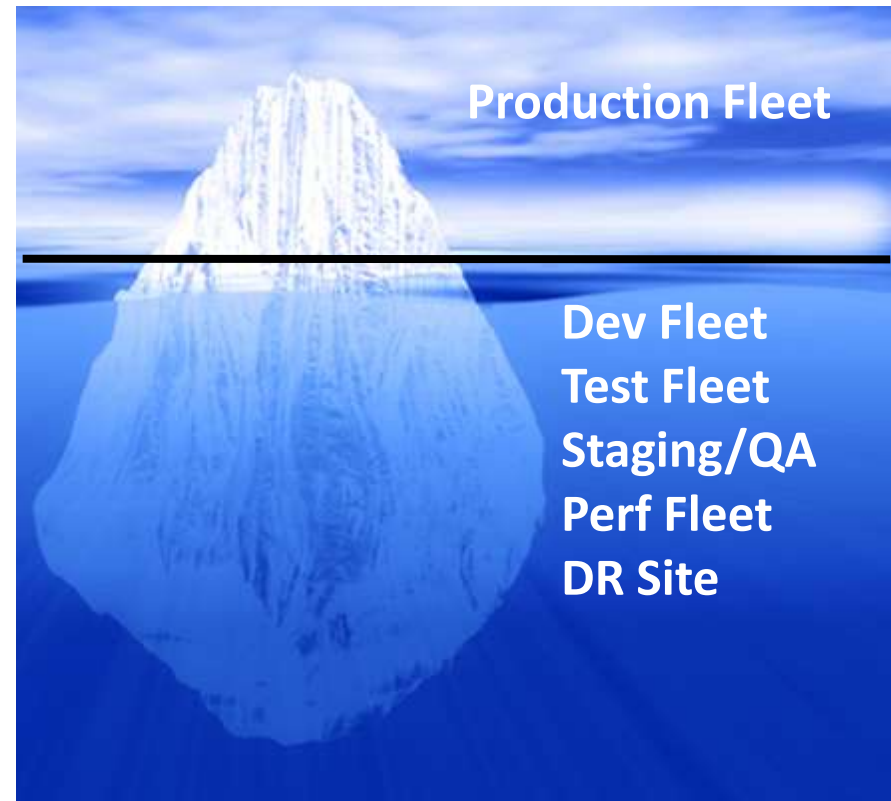 Production Fleet
Dev Fleet
Test Fleet
Staging/QA
Perf Fleet
DR Site